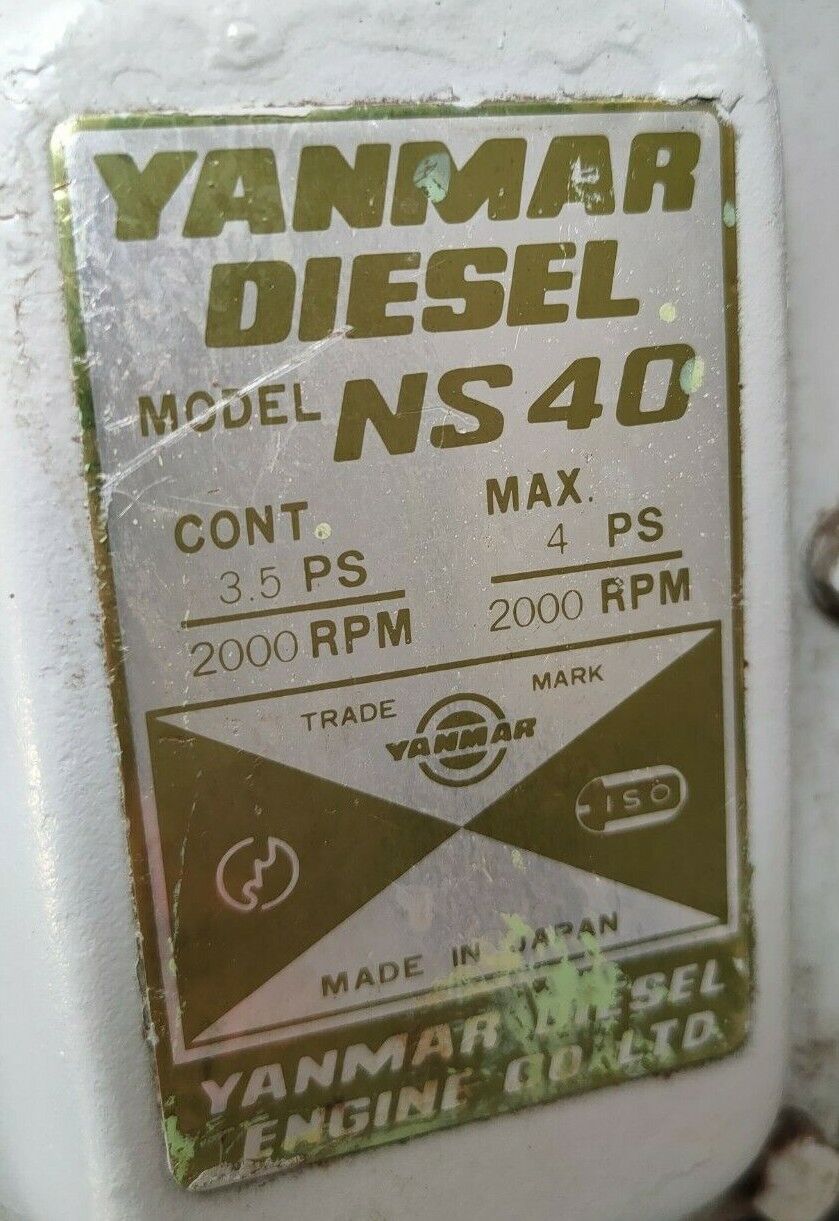 YANMAR
DIESEL
MODEL NS40
CONT. MAX.
3.5 PS 4 PS
2000 RPM 2000 RPM
TRADE MARK
YANMAR
ISO
MADE IN JAPAN
YANMAR DIESEL
ENGINE CO LTD